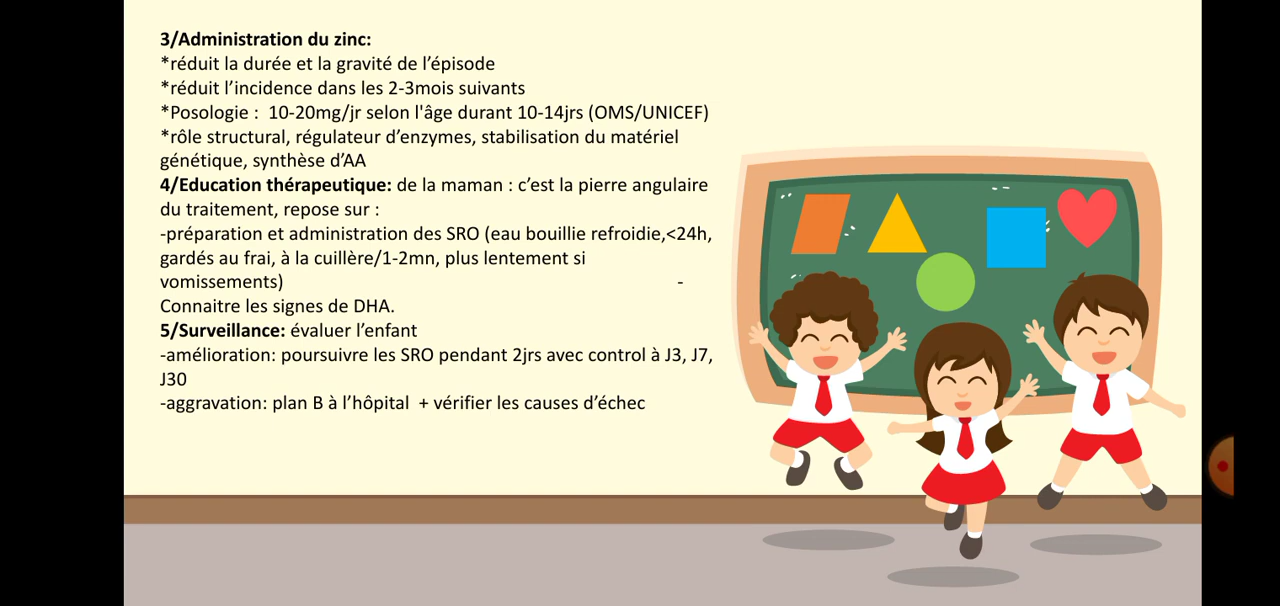 3/Administration du zinc:
*réduit la durée et la gravité de l’épisode
*réduit l’incidence dans les 2-3mois suivants
*Posologie :  10-20mg/jr selon l'âge durant 10-14jrs (OMS/UNICEF)
*rôle structural, régulateur d’enzymes, stabilisation du matériel
génétique, synthèse d’AA
4/Education thérapeutique: de la maman : c’est la pierre angulaire
du traitement, repose sur :
-préparation et administration des SRO (eau bouillie refroidie,<24h,
gardés au frai, à la cuillère/1-2mn, plus lentement si
vomissements) -
Connaitre les signes de DHA.
5/Surveillance: évaluer l’enfant
-amélioration: poursuivre les SRO pendant 2jrs avec control à J3, J7,
J30
-aggravation: plan B à l’hôpital  + vérifier les causes d’échec